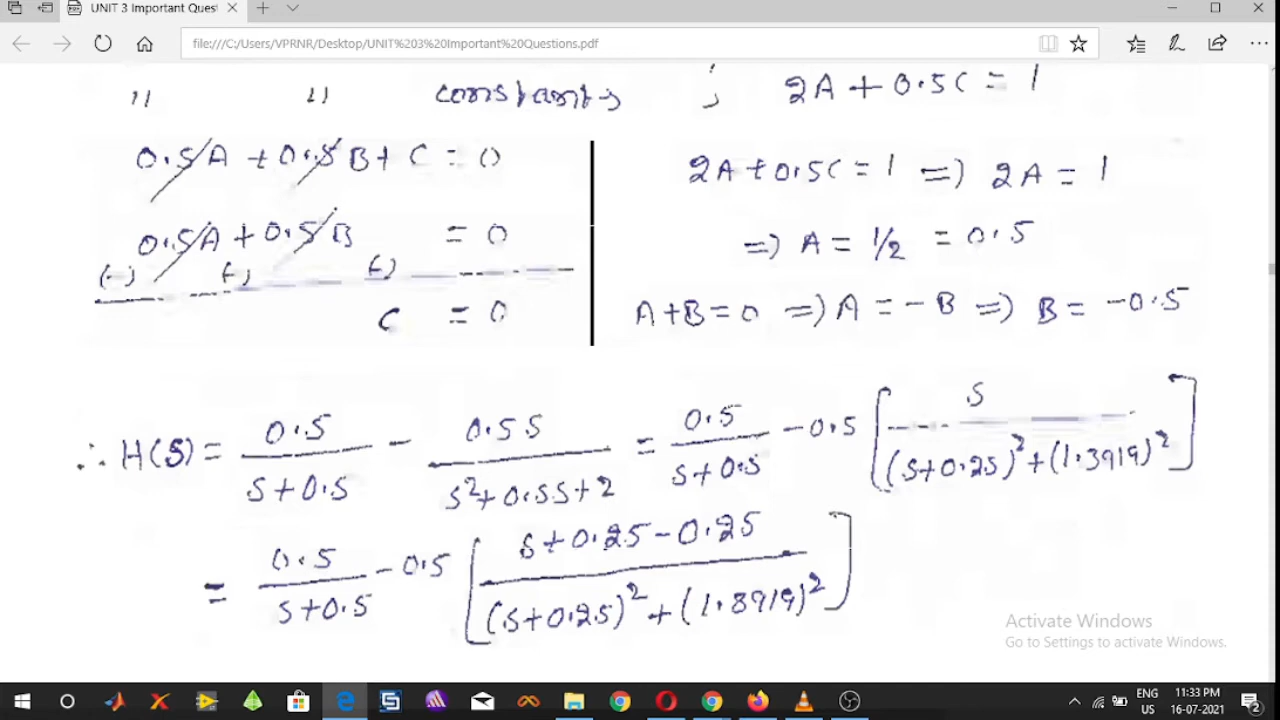 UNIT 3 Important Quest
file:///C:/Users/VPRNR/Desktop/UNIT%203%20Important%20Questions.pdf
" " constants ; 2A + 0.5C = 1
0.5A + 0.5B + C = 0
0.5A + 0.5B = 0
(-) (-) (-)
C = 0
2A + 0.5C = 1 => 2A = 1
=> A = 1/2 = 0.5
A+B = 0 => A = -B => B = -0.5
∴ H(S) = 0.5/(s+0.5) - 0.5s/(s²+0.5s+2) = 0.5/(s+0.5) - 0.5 [s/((s+0.25)²+(1.3919)²)]
= 0.5/(s+0.5) - 0.5 [(s+0.25-0.25)/((s+0.25)²+(1.3919)²)]
Activate Windows
Go to Settings to activate Windows.
ENG
US
11:33 PM
16-07-2021
2